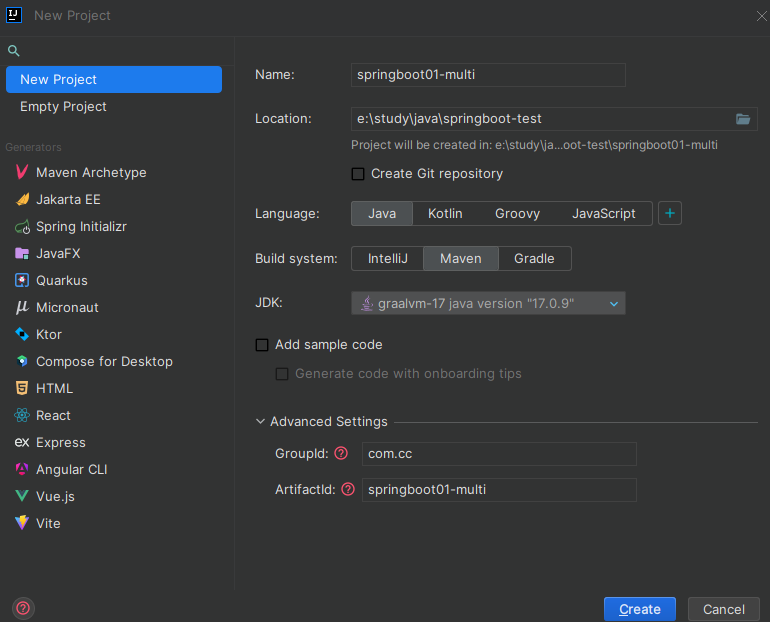 New Project
New Project
Empty Project
Generators
Maven Archetype
Jakarta EE
Spring Initializr
JavaFX
Quarkus
Micronaut
Ktor
Compose for Desktop
HTML
React
ex Express
Angular CLI
Vue.js
Vite
Name: springboot01-multi
Location: e:\study\java\springboot-test
Project will be created in: e:\study\ja...oot-test\springboot01-multi
Create Git repository
Language: Java Kotlin Groovy JavaScript +
Build system: IntelliJ Maven Gradle
JDK: graalvm-17 java version "17.0.9"
Add sample code
Generate code with onboarding tips
Advanced Settings
GroupId: ? com.cc
ArtifactId: ? springboot01-multi
? Create Cancel